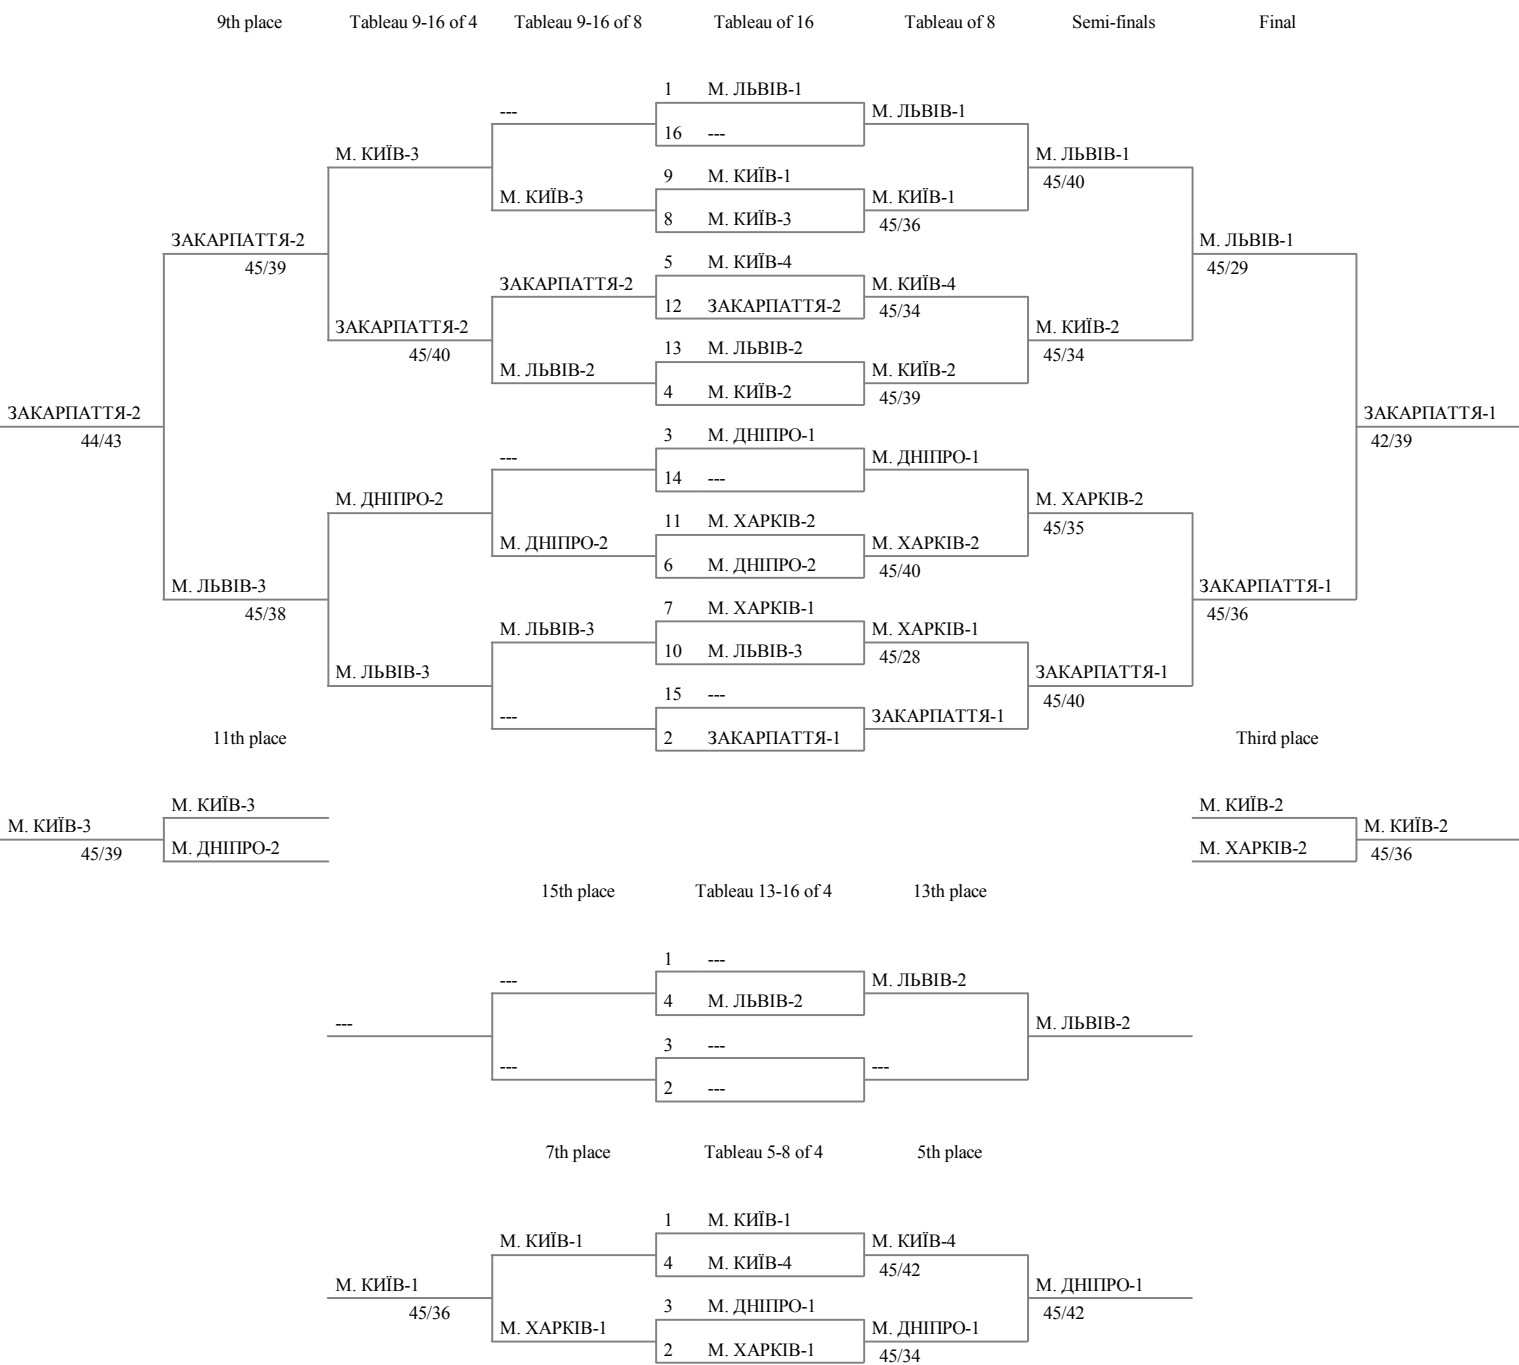 9th place Tableau 9-16 of 4 Tableau 9-16 of 8 Tableau of 16 Tableau of 8 Semi-finals Final
1 М. ЛЬВІВ-1
--- М. ЛЬВІВ-1
16 ---
М. КИЇВ-3 М. ЛЬВІВ-1
9 М. КИЇВ-1 45/40
М. КИЇВ-3 М. КИЇВ-1
8 М. КИЇВ-3 45/36
ЗАКАРПАТТЯ-2 М. ЛЬВІВ-1
45/39 5 М. КИЇВ-4 45/29
ЗАКАРПАТТЯ-2 М. КИЇВ-4
12 ЗАКАРПАТТЯ-2 45/34
ЗАКАРПАТТЯ-2 М. КИЇВ-2
45/40 13 М. ЛЬВІВ-2 45/34
М. ЛЬВІВ-2 М. КИЇВ-2
4 М. КИЇВ-2 45/39
ЗАКАРПАТТЯ-2 ЗАКАРПАТТЯ-1
44/43 3 М. ДНІПРО-1 42/39
--- М. ДНІПРО-1
14 ---
М. ДНІПРО-2 М. ХАРКІВ-2
11 М. ХАРКІВ-2 45/35
М. ДНІПРО-2 М. ХАРКІВ-2
6 М. ДНІПРО-2 45/40
М. ЛЬВІВ-3 ЗАКАРПАТТЯ-1
45/38 7 М. ХАРКІВ-1 45/36
М. ЛЬВІВ-3 М. ХАРКІВ-1
10 М. ЛЬВІВ-3 45/28
М. ЛЬВІВ-3 ЗАКАРПАТТЯ-1
15 --- 45/40
--- ЗАКАРПАТТЯ-1
11th place 2 ЗАКАРПАТТЯ-1 Third place
М. КИЇВ-3 М. КИЇВ-2
М. КИЇВ-3 М. КИЇВ-2
45/39 М. ДНІПРО-2 М. ХАРКІВ-2 45/36
15th place Tableau 13-16 of 4 13th place
1 ---
--- М. ЛЬВІВ-2
4 М. ЛЬВІВ-2
--- М. ЛЬВІВ-2
3 ---
--- ---
2 ---
7th place Tableau 5-8 of 4 5th place
1 М. КИЇВ-1
М. КИЇВ-1 М. КИЇВ-4
4 М. КИЇВ-4 45/42
М. КИЇВ-1 М. ДНІПРО-1
45/36 3 М. ДНІПРО-1 45/42
М. ХАРКІВ-1 М. ДНІПРО-1
2 М. ХАРКІВ-1 45/34